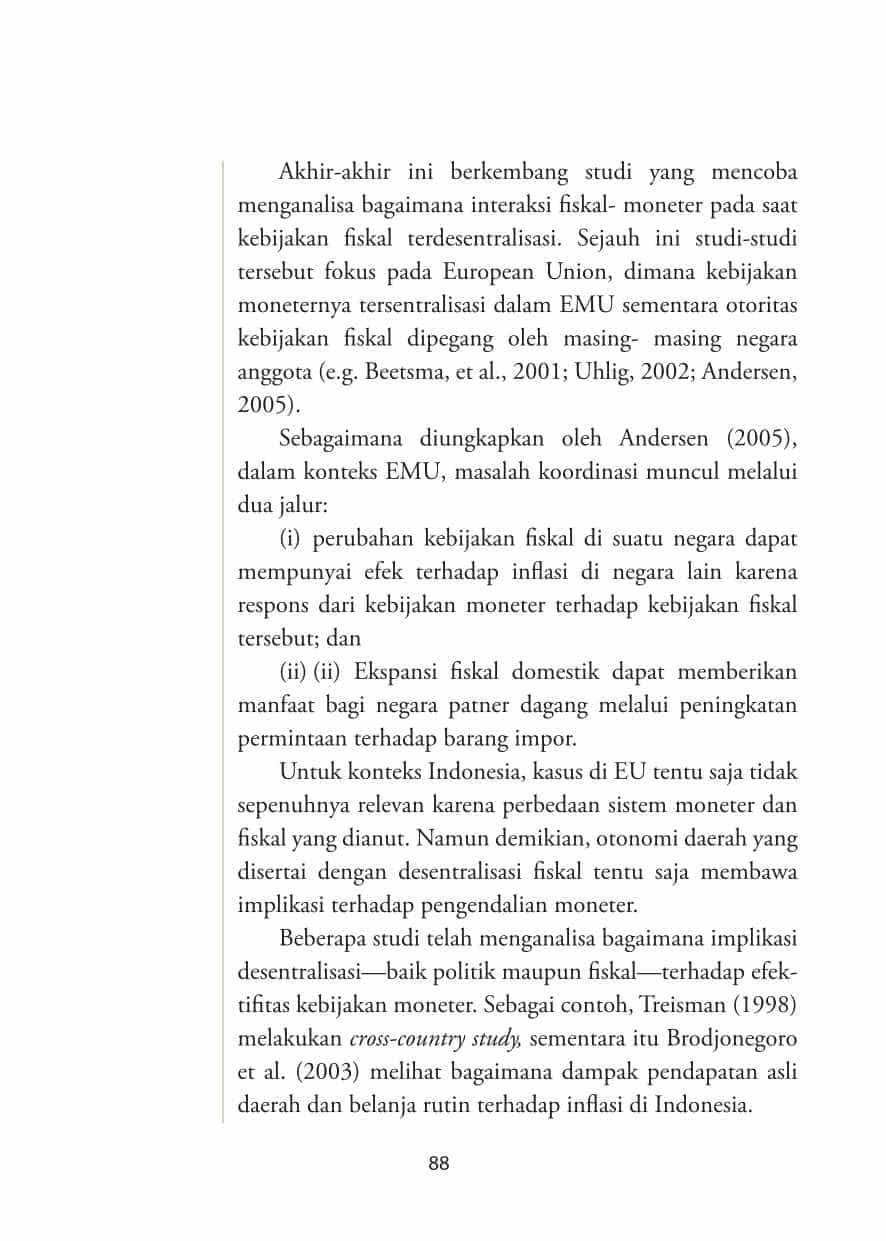 Akhir-akhir ini berkembang studi yang mencoba
menganalisa bagaimana interaksi fiskal- moneter pada saat
kebijakan fiskal terdesentralisasi. Sejauh ini studi-studi
tersebut fokus pada European Union, dimana kebijakan
moneternya tersentralisasi dalam EMU sementara otoritas
kebijakan fiskal dipegang oleh masing- masing negara
anggota (e.g. Beetsma, et al., 2001; Uhlig, 2002; Andersen,
2005).
Sebagaimana diungkapkan oleh Andersen (2005),
dalam konteks EMU, masalah koordinasi muncul melalui
dua jalur:
(i) perubahan kebijakan fiskal di suatu negara dapat
mempunyai efek terhadap inflasi di negara lain karena
respons dari kebijakan moneter terhadap kebijakan fiskal
tersebut; dan
(ii) (ii) Ekspansi fiskal domestik dapat memberikan
manfaat bagi negara patner dagang melalui peningkatan
permintaan terhadap barang impor.
Untuk konteks Indonesia, kasus di EU tentu saja tidak
sepenuhnya relevan karena perbedaan sistem moneter dan
fiskal yang dianut. Namun demikian, otonomi daerah yang
disertai dengan desentralisasi fiskal tentu saja membawa
implikasi terhadap pengendalian moneter.
Beberapa studi telah menganalisa bagaimana implikasi
desentralisasi—baik politik maupun fiskal—terhadap efek-
tifitas kebijakan moneter. Sebagai contoh, Treisman (1998)
melakukan cross-country study, sementara itu Brodjonegoro
et al. (2003) melihat bagaimana dampak pendapatan asli
daerah dan belanja rutin terhadap inflasi di Indonesia.
88